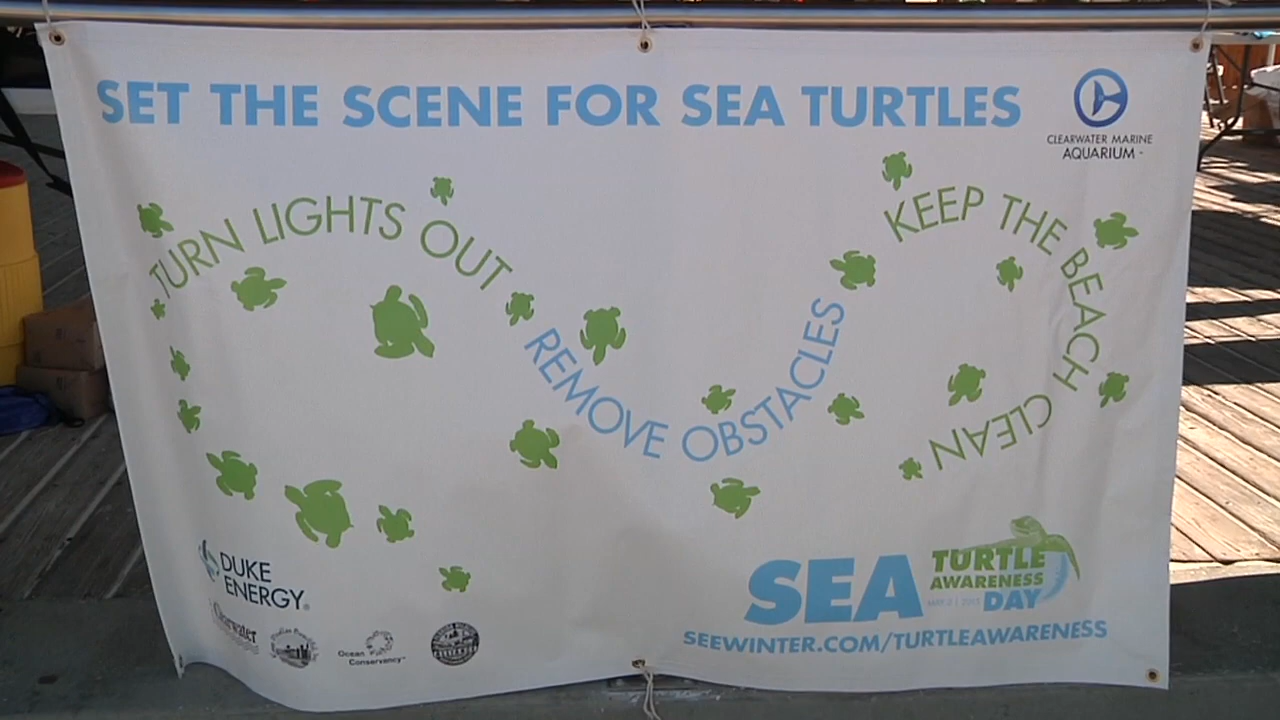 SET THE SCENE FOR SEA TURTLES
CLEARWATER MARINE
AQUARIUM
TURN LIGHTS OUT
REMOVE OBSTACLES
KEEP THE BEACH CLEAN
DUKE
ENERGY®
Clearwater
Ocean
Conservancy
SEA
TURTLE
AWARENESS
DAY
SEEWINTER.COM/TURTLEAWARENESS